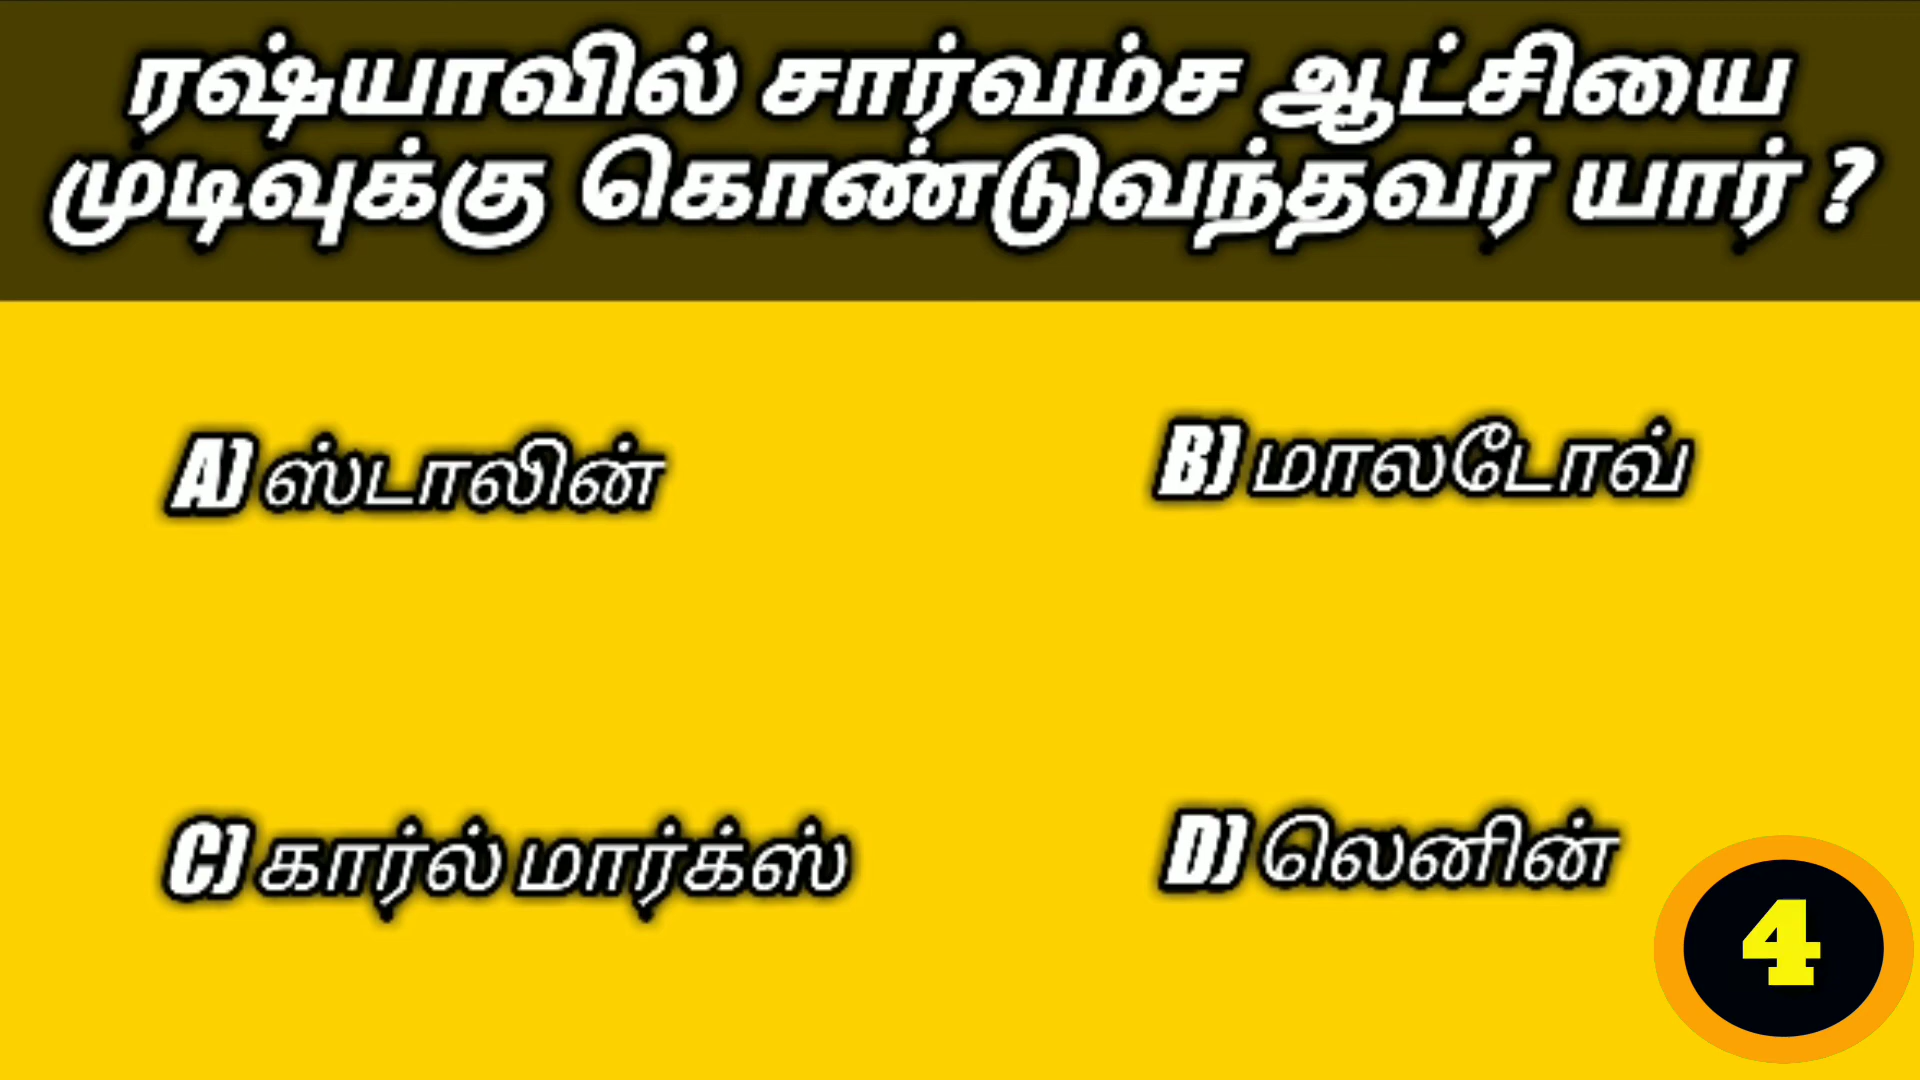 ரஷ்யாவில் சார்வம்ச ஆட்சியை
முடிவுக்கு கொண்டுவந்தவர் யார் ?
A) ஸ்டாலின்
B) மாலடோவ்
C) கார்ல் மார்க்ஸ்
D) லெனின்
4